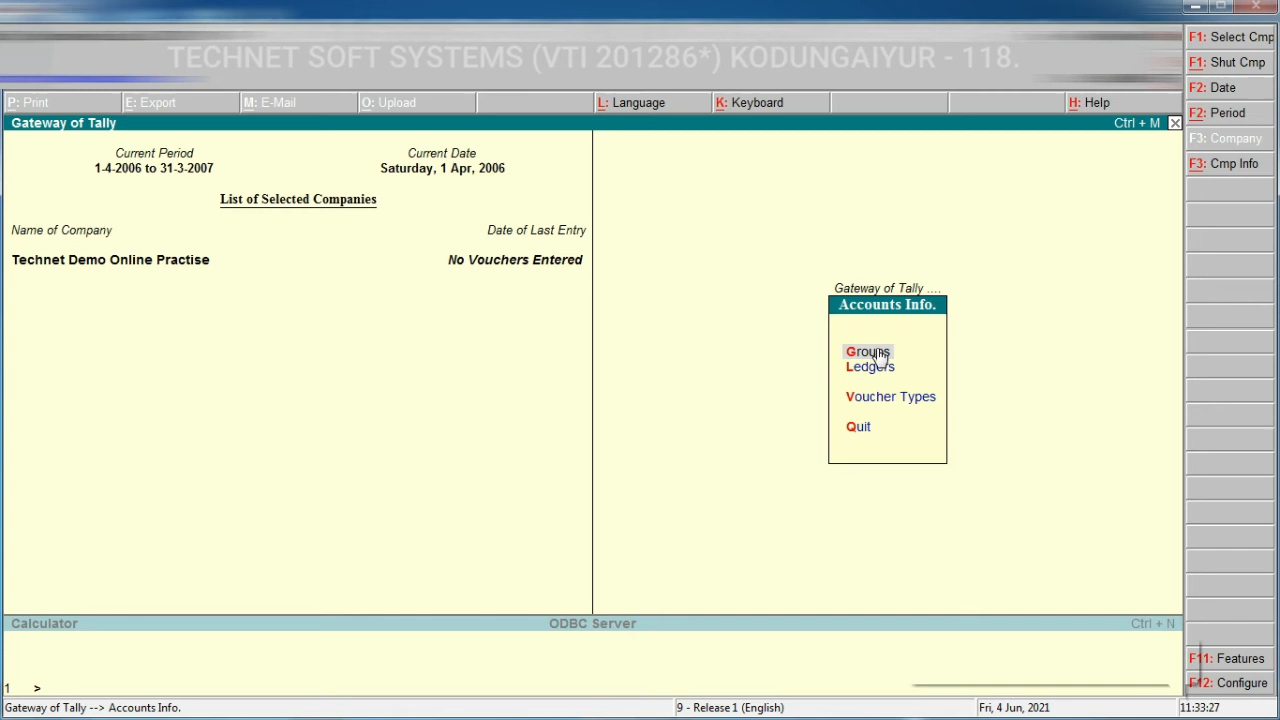 TECHNET SOFT SYSTEMS (VTI 201286*) KODUNGAIYUR - 118.
P: Print
E: Export
M: E-Mail
O: Upload
L: Language
K: Keyboard
H: Help
Gateway of Tally
Ctrl + M
Current Period
1-4-2006 to 31-3-2007
Current Date
Saturday, 1 Apr, 2006
List of Selected Companies
Name of Company
Date of Last Entry
Technet Demo Online Practise
No Vouchers Entered
Gateway of Tally ....
Accounts Info.
Groups
Ledgers
Voucher Types
Quit
F1: Select Cmp
F1: Shut Cmp
F2: Date
F2: Period
F3: Company
F3: Cmp Info
F11: Features
F12: Configure
Calculator
ODBC Server
Ctrl + N
1 >
Gateway of Tally --> Accounts Info.
9 - Release 1 (English)
Fri, 4 Jun, 2021
11:33:27